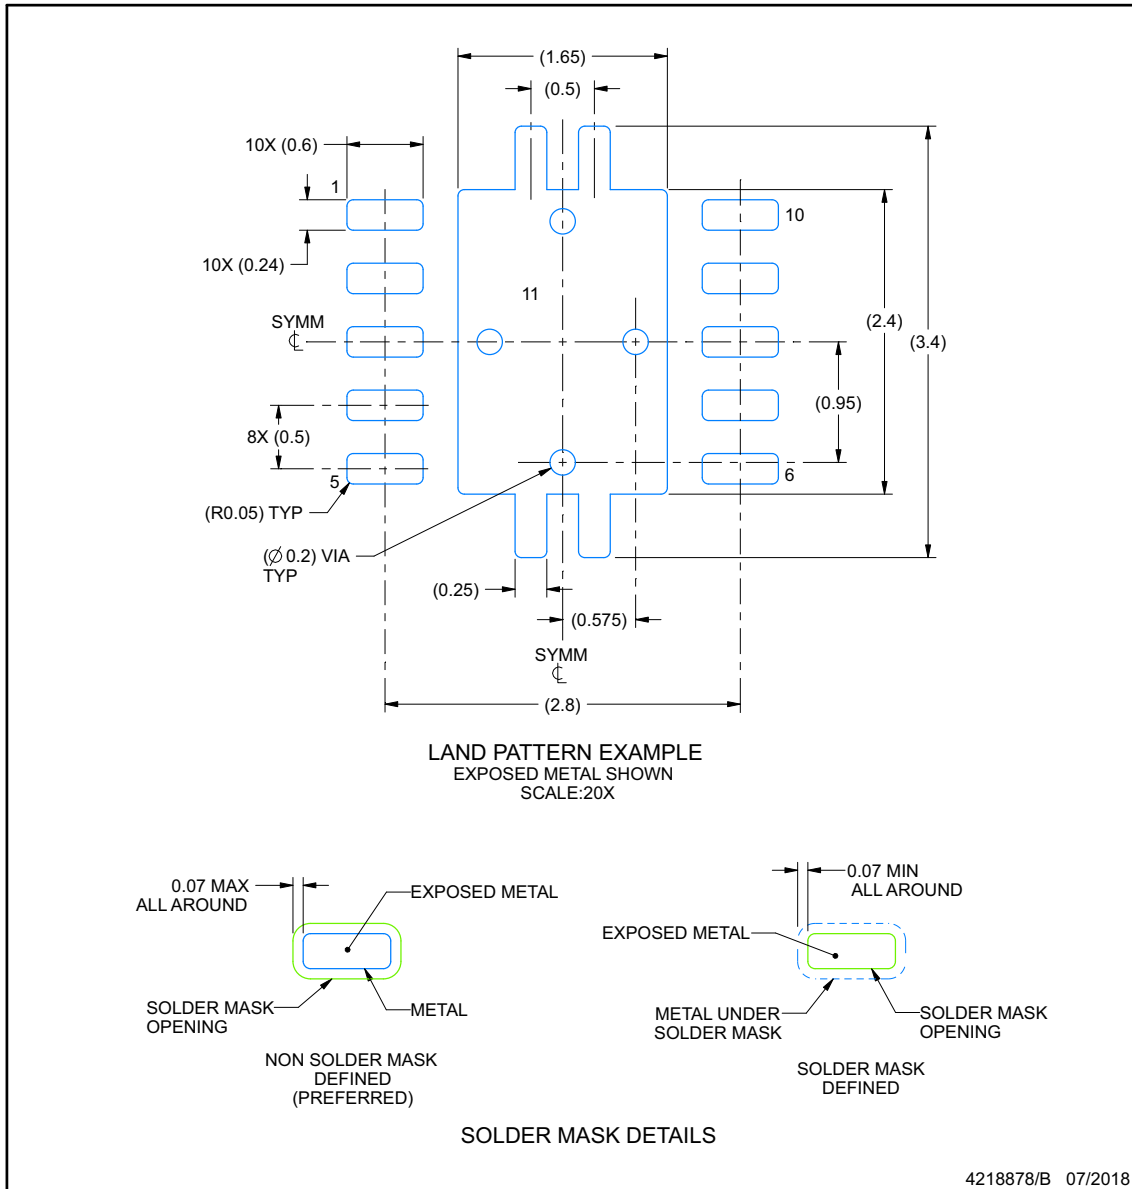 (1.65)
(0.5)
10X (0.6)
1
10
10X (0.24)
11
SYMM
℄
(2.4)
(3.4)
(0.95)
8X (0.5)
5
6
(R0.05) TYP
(Ø 0.2) VIA
TYP
(0.25)
(0.575)
SYMM
℄
(2.8)
LAND PATTERN EXAMPLE
EXPOSED METAL SHOWN
SCALE:20X
0.07 MAX
ALL AROUND
EXPOSED METAL
SOLDER MASK
OPENING
METAL
NON SOLDER MASK
DEFINED
(PREFERRED)
0.07 MIN
ALL AROUND
EXPOSED METAL
METAL UNDER
SOLDER MASK
SOLDER MASK
OPENING
SOLDER MASK
DEFINED
SOLDER MASK DETAILS
4218878/B 07/2018